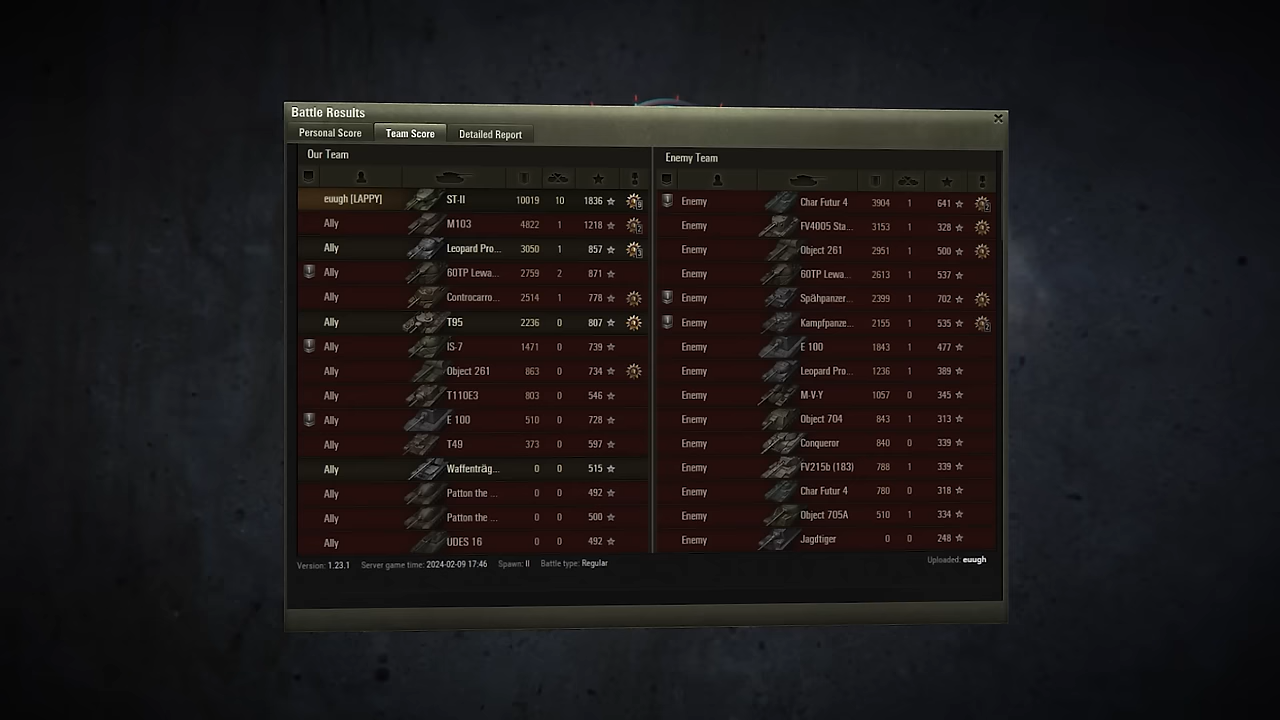 Battle Results
Personal Score Team Score Detailed Report
Our Team
euugh [LAPPY] ST-II 10019 10 1836
Ally M103 4822 1 1218
Ally Leopard Pro... 3050 1 857
Ally 60TP Lewa... 2759 2 871
Ally Controcarro... 2514 1 778
Ally T95 2236 0 807
Ally IS-7 1471 0 739
Ally Object 261 863 0 734
Ally T110E3 803 0 546
Ally E 100 510 0 728
Ally T49 373 0 597
Ally Waffenträg... 0 0 515
Ally Patton the ... 0 0 492
Ally Patton the ... 0 0 500
Ally UDES 16 0 0 492
Enemy Team
Enemy Char Futur 4 3904 1 641
Enemy FV4005 Sta... 3153 1 328
Enemy Object 261 2951 1 500
Enemy 60TP Lewa... 2613 1 537
Enemy Spähpanzer... 2399 1 702
Enemy Kampfpanze... 2155 1 535
Enemy E 100 1843 1 477
Enemy Leopard Pro... 1236 1 389
Enemy M-V-Y 1057 0 345
Enemy Object 704 843 1 313
Enemy Conqueror 840 0 339
Enemy FV215b (183) 788 1 339
Enemy Char Futur 4 780 0 318
Enemy Object 705A 510 1 334
Enemy Jagdtiger 0 0 248
Version: 1.23.1 Server game time: 2024-02-09 17:46 Spawn: II Battle type: Regular
Uploaded: euugh